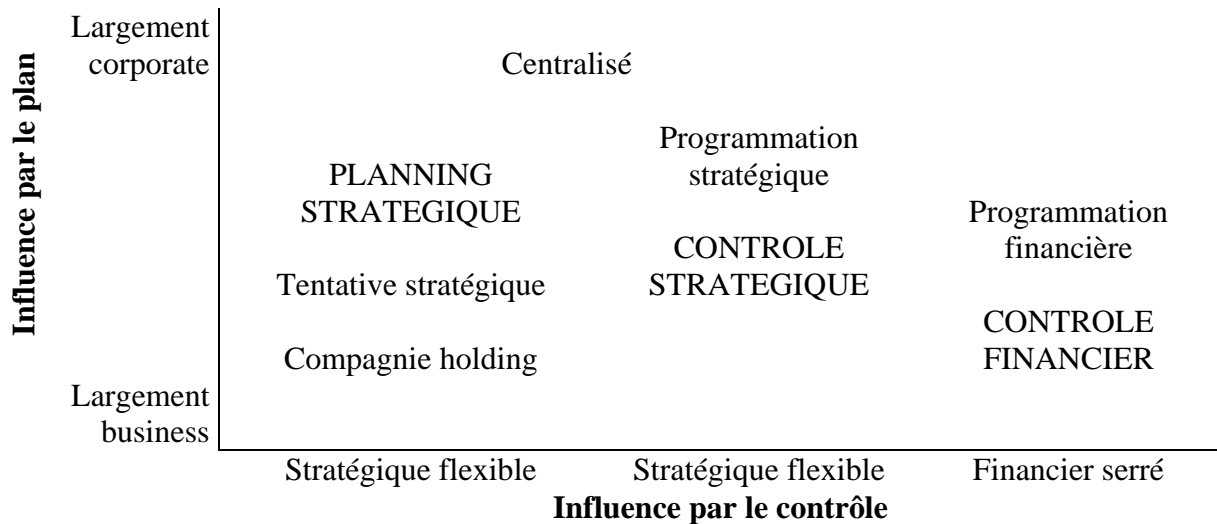 Influence par le plan
Largement
corporate
Centralisé
Programmation
stratégique
PLANNING
STRATEGIQUE
Programmation
financière
CONTROLE
STRATEGIQUE
Tentative stratégique
CONTROLE
FINANCIER
Compagnie holding
Largement
business
Stratégique flexible
Stratégique flexible
Financier serré
Influence par le contrôle